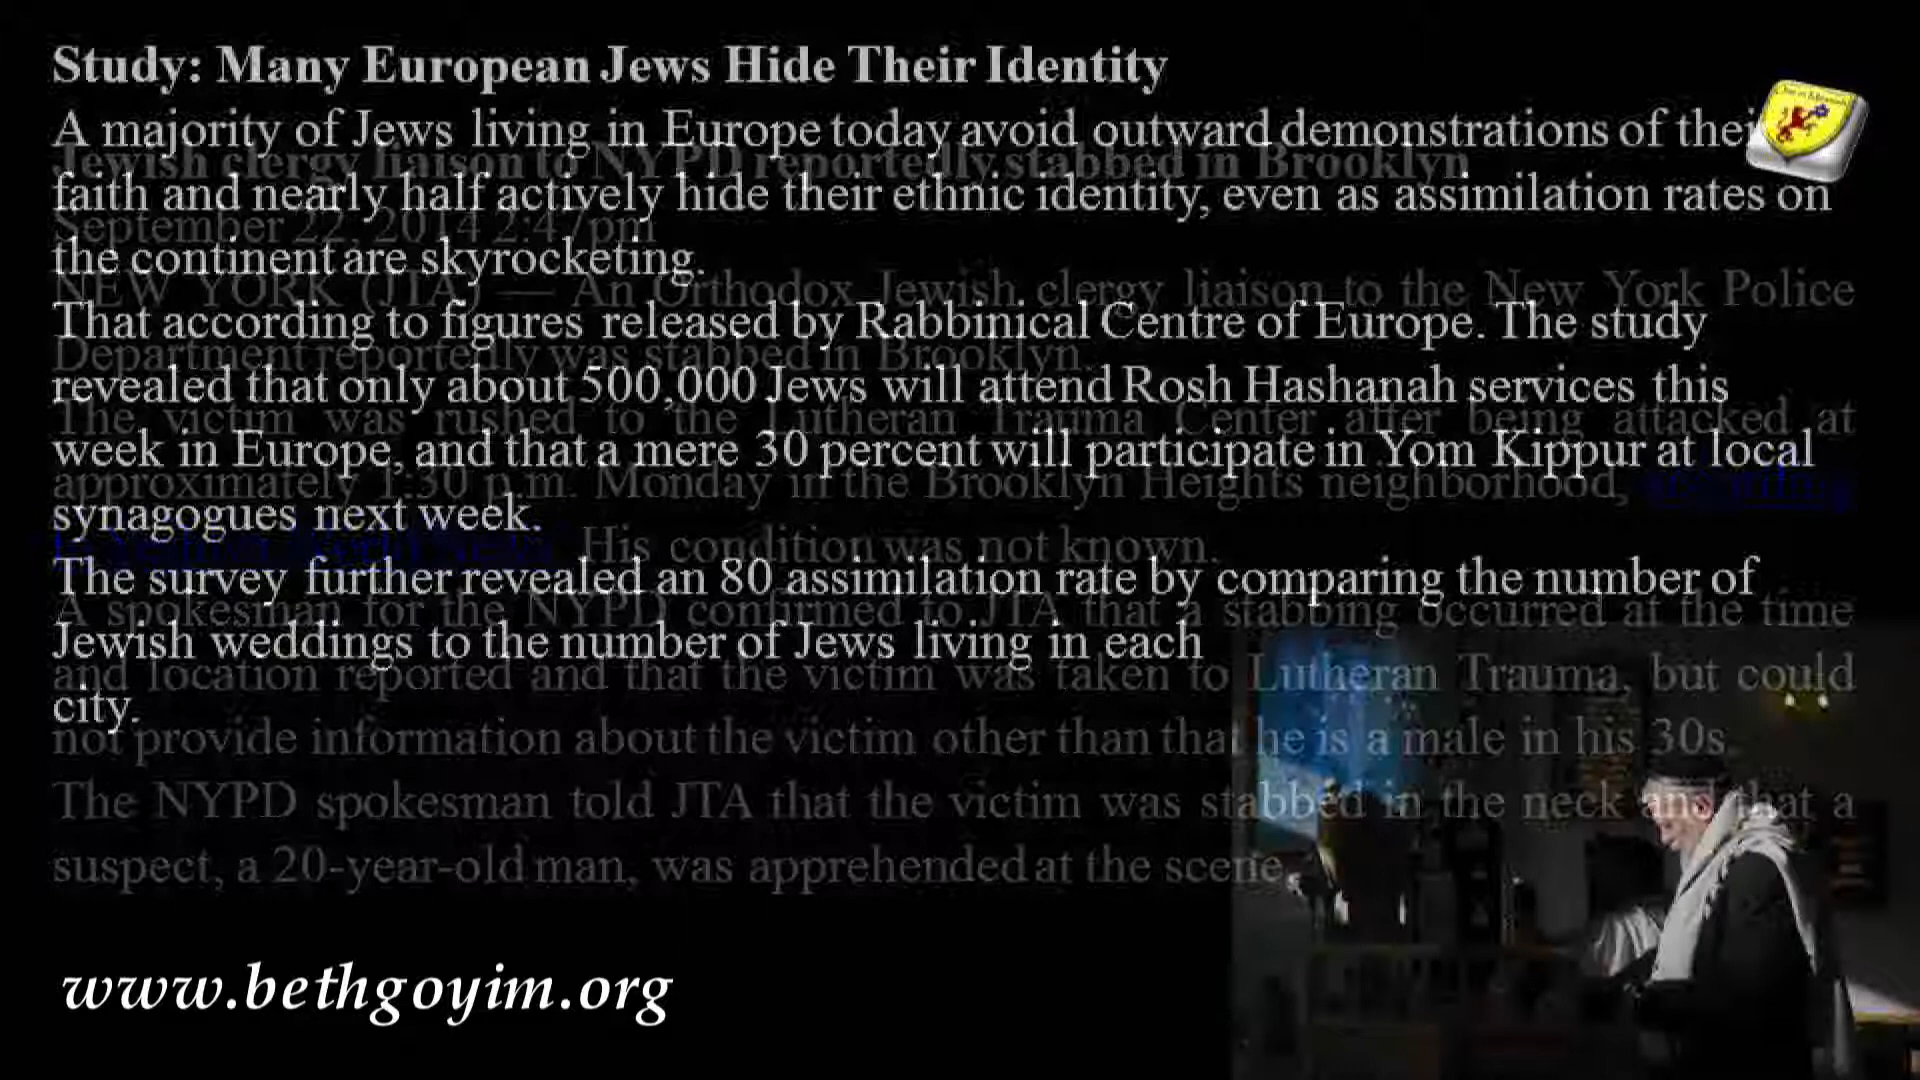 Study: Many European Jews Hide Their Identity
A majority of Jews living in Europe today avoid outward demonstrations of their
faith and nearly half actively hide their ethnic identity, even as assimilation rates on
the continent are skyrocketing.
That according to figures released by Rabbinical Centre of Europe. The study
revealed that only about 500,000 Jews will attend Rosh Hashanah services this
week in Europe, and that a mere 30 percent will participate in Yom Kippur at local
synagogues next week.
The survey further revealed an 80 assimilation rate by comparing the number of
Jewish weddings to the number of Jews living in each
city.
Jewish clergy liaison to NYPD reportedly stabbed in Brooklyn
September 22, 2014 2:47pm
NEW YORK (JTA) — An Orthodox Jewish clergy liaison to the New York Police
Department reportedly was stabbed in Brooklyn.
The victim was rushed to the Lutheran Trauma Center after being attacked at
approximately 1:30 p.m. Monday in the Brooklyn Heights neighborhood, according
to Yeshiva World News. His condition was not known.
A spokesman for the NYPD confirmed to JTA that a stabbing occurred at the time
and location reported and that the victim was taken to Lutheran Trauma, but could
not provide information about the victim other than that he is a male in his 30s.
The NYPD spokesman told JTA that the victim was stabbed in the neck and that a
suspect, a 20-year-old man, was apprehended at the scene.
www.bethgoyim.org